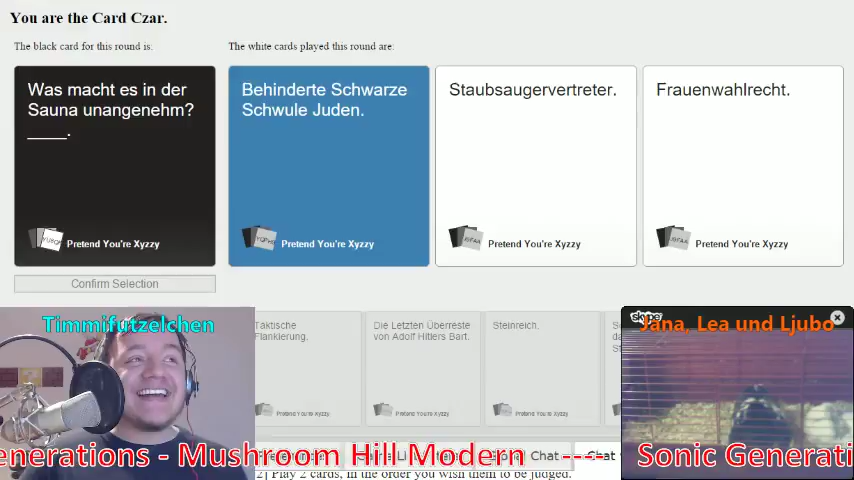 You are the Card Czar.
The black card for this round is:
The white cards played this round are:
Was macht es in der
Sauna unangenehm?
____.
Pretend You're Xyzzy
Behinderte Schwarze
Schwule Juden.
Pretend You're Xyzzy
Staubsaugervertreter.
Pretend You're Xyzzy
Frauenwahlrecht.
Pretend You're Xyzzy
Confirm Selection
Timmifutzelchen
Taktische
Flankierung.
Pretend You're Xyzzy
Die Letzten Überreste
von Adolf Hitlers Bart.
Pretend You're Xyzzy
Steinreich.
Pretend You're Xyzzy
skype
Jana, Lea und Ljubo
enerations - Mushroom Hill Modern ---- Sonic Generati
Chat
2] Play 2 cards, in the order you wish them to be judged.